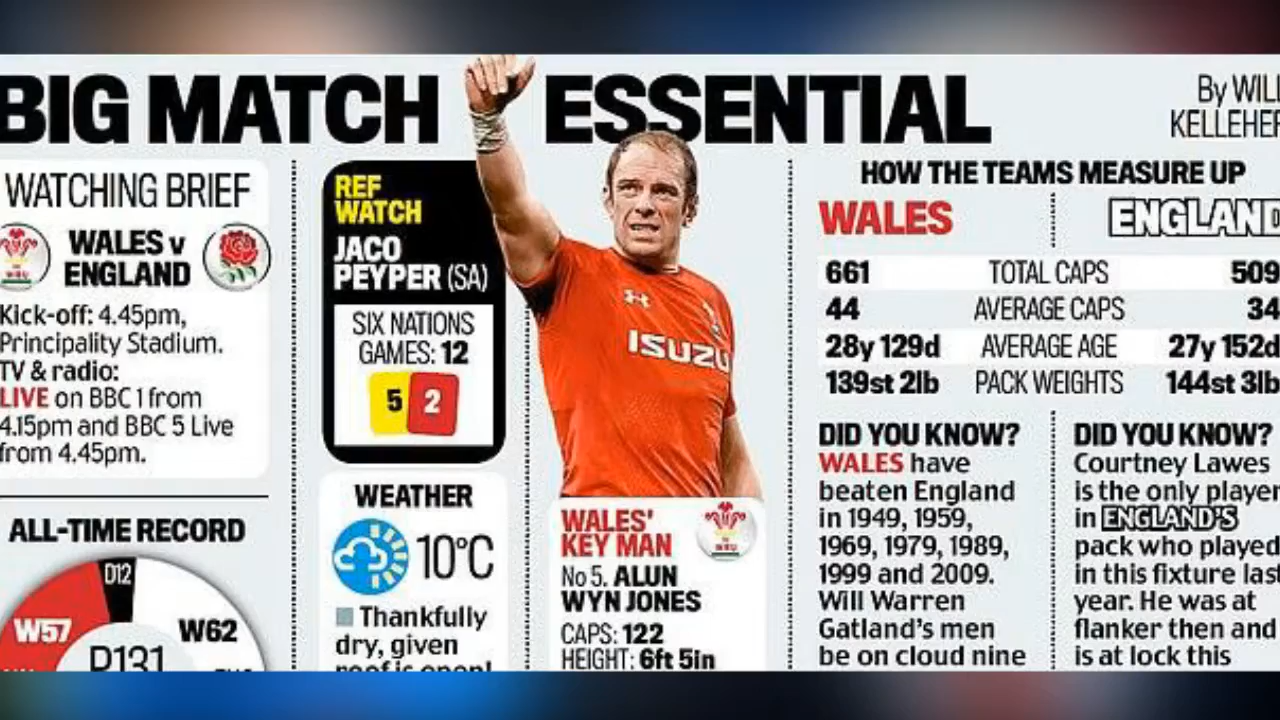 BIG MATCH ESSENTIAL
By WILL
KELLEHER
WATCHING BRIEF
WALES v
ENGLAND
Kick-off: 4.45pm,
Principality Stadium.
TV & radio:
LIVE on BBC 1 from
4.15pm and BBC 5 Live
from 4.45pm.
ALL-TIME RECORD
D12
W57
W62
P131
REF
WATCH
JACO
PEYPER (SA)
SIX NATIONS
GAMES: 12
5 2
WEATHER
10°C
Thankfully
dry, given
roof is open!
ISUZU
WALES'
KEY MAN
No 5. ALUN
WYN JONES
CAPS: 122
HEIGHT: 6ft 5in
HOW THE TEAMS MEASURE UP
WALES ENGLAND
661 TOTAL CAPS 509
44 AVERAGE CAPS 34
28y 129d AVERAGE AGE 27y 152d
139st 2lb PACK WEIGHTS 144st 3lb
DID YOU KNOW?
WALES have
beaten England
in 1949, 1959,
1969, 1979, 1989,
1999 and 2009.
Will Warren
Gatland's men
be on cloud nine
DID YOU KNOW?
Courtney Lawes
is the only player
in ENGLAND'S
pack who played
in this fixture last
year. He was at
flanker then and
is at lock this